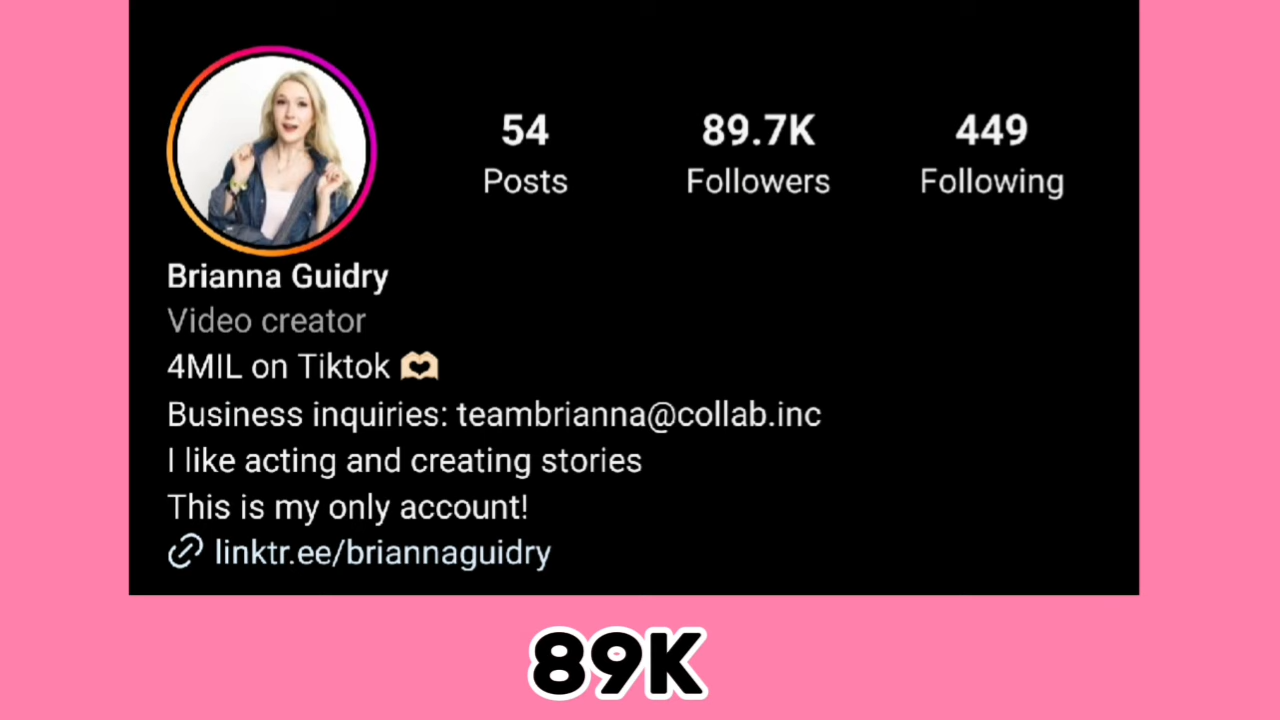 54
Posts
89.7K
Followers
449
Following
Brianna Guidry
Video creator
4MIL on Tiktok 🫶🏻
Business inquiries: teambrianna@collab.inc
I like acting and creating stories
This is my only account!
linktr.ee/briannaguidry
89K